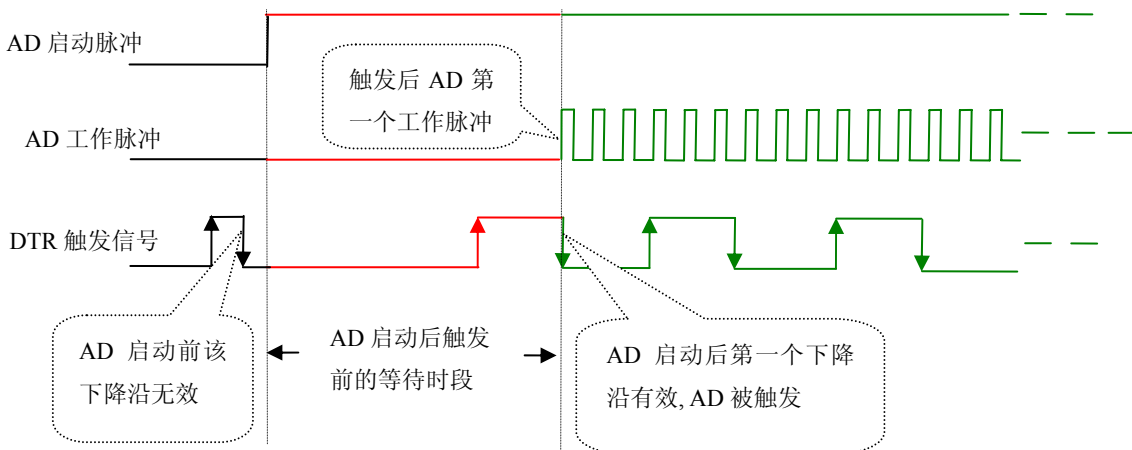 AD 启动脉冲
触发后 AD 第
一个工作脉冲
AD 工作脉冲
DTR 触发信号
AD 启动前该
下降沿无效
AD 启动后触发
前的等待时段
AD 启动后第一个下降
沿有效, AD 被触发